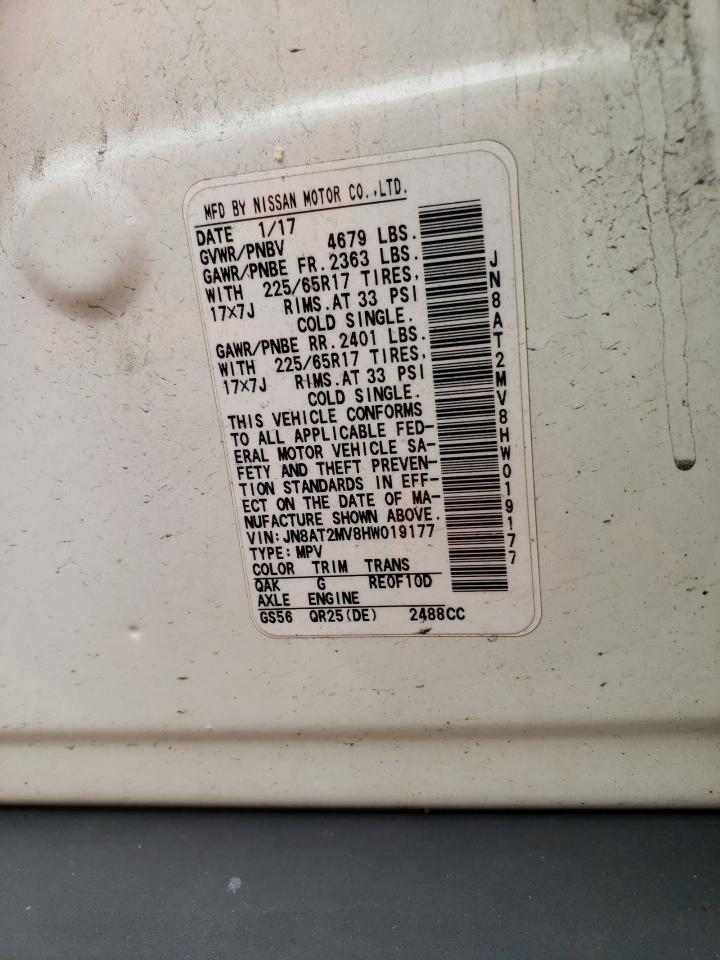 MFD BY NISSAN MOTOR CO.,LTD.
DATE 1/17
GVWR/PNBV 4679 LBS.
GAWR/PNBE FR. 2363 LBS.
WITH 225/65R17 TIRES,
17×7J RIMS. AT 33 PSI
COLD SINGLE.
GAWR/PNBE RR. 2401 LBS.
WITH 225/65R17 TIRES,
17×7J RIMS. AT 33 PSI
COLD SINGLE.
THIS VEHICLE CONFORMS
TO ALL APPLICABLE FED-
ERAL MOTOR VEHICLE SA-
FETY AND THEFT PREVEN-
TION STANDARDS IN EFF-
ECT ON THE DATE OF MA-
NUFACTURE SHOWN ABOVE.
VIN: JN8AT2MV8HW019177
TYPE: MPV
COLOR TRIM TRANS
QAK G RE0F10D
AXLE ENGINE
GS56 QR25(DE) 2488CC
JN8AT2MV8HW019177